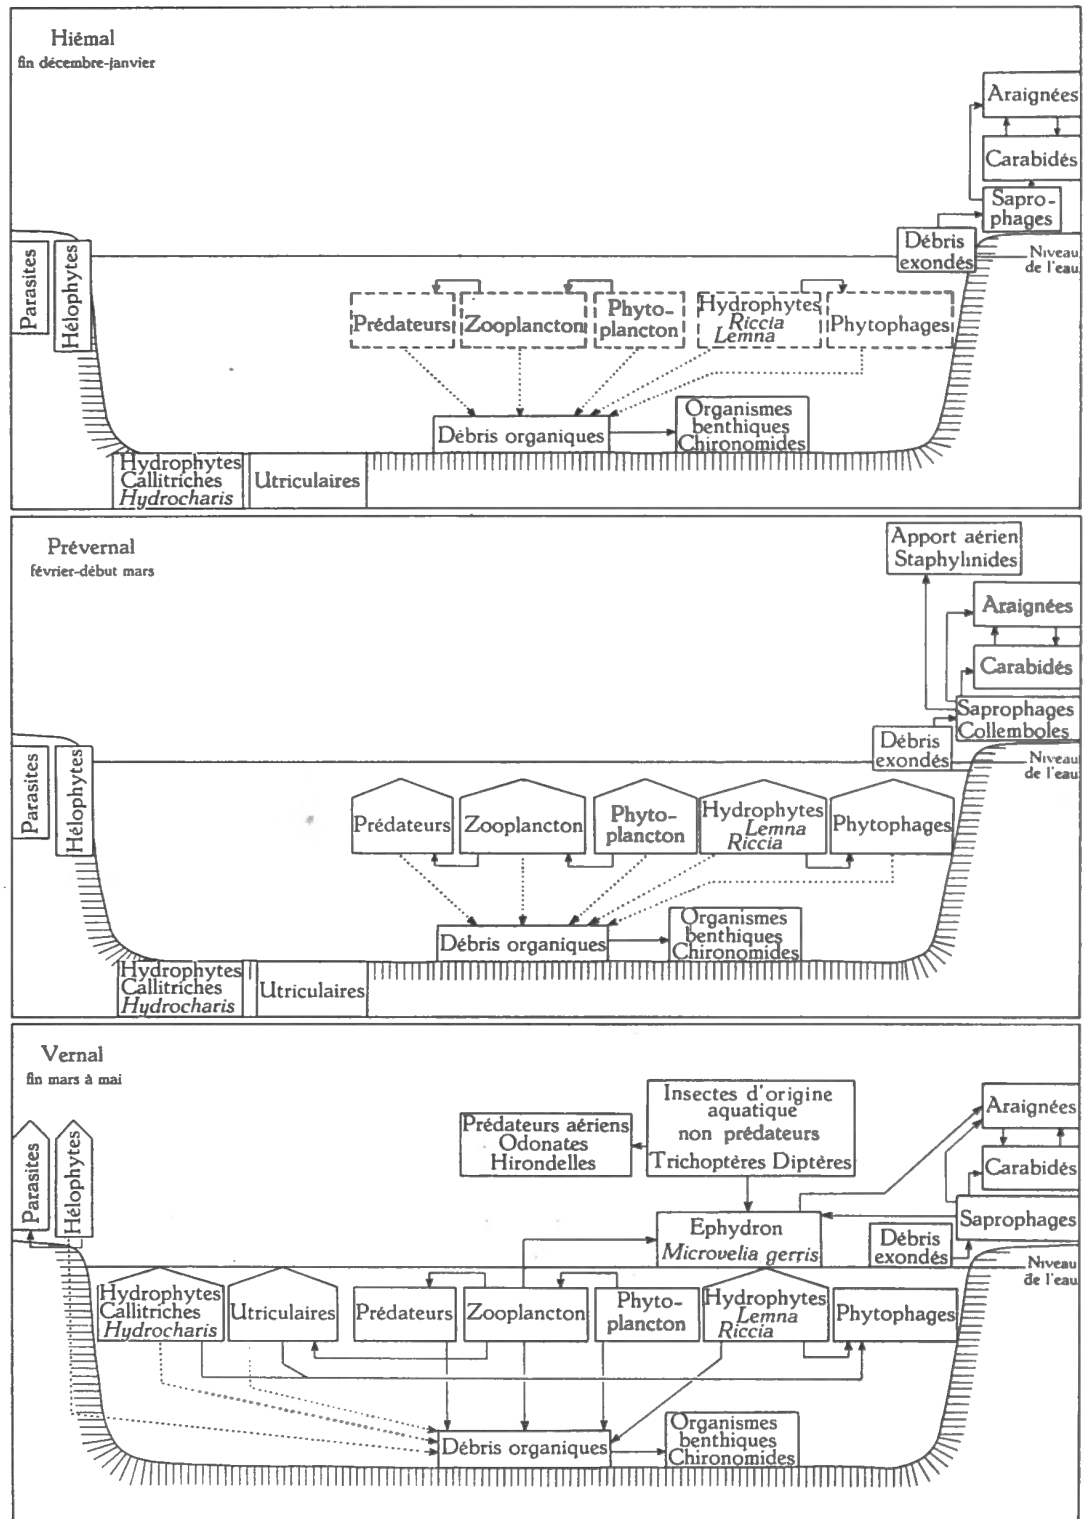 Hiémal
fin décembre-janvier
Araignées
Carabidés
Sapro-
phages
Débris
exondés
Niveau
de l'eau
Parasites
Hélophytes
Prédateurs
Zooplancton
Phyto-
plancton
Hydrophytes
Riccia
Lemna
Phytophages
Débris organiques
Organismes
benthiques
Chironomides
Hydrophytes
Callitriches
Hydrocharis
Utriculaires
Prévernal
février-début mars
Apport aérien
Staphylinides
Araignées
Carabidés
Saprophages
Collemboles
Débris
exondés
Niveau
de l'eau
Parasites
Hélophytes
Prédateurs
Zooplancton
Phyto-
plancton
Hydrophytes
Lemna
Riccia
Phytophages
Débris organiques
Organismes
benthiques
Chironomides
Hydrophytes
Callitriches
Hydrocharis
Utriculaires
Vernal
fin mars à mai
Parasites
Hélophytes
Prédateurs aériens
Odonates
Hirondelles
Insectes d'origine
aquatique
non prédateurs
Trichoptères Diptères
Araignées
Carabidés
Saprophages
Ephydron
Microvelia gerris
Débris
exondés
Niveau
de l'eau
Hydrophytes
Callitriches
Hydrocharis
Utriculaires
Prédateurs
Zooplancton
Phyto-
plancton
Hydrophytes
Lemna
Riccia
Phytophages
Débris organiques
Organismes
benthiques
Chironomides